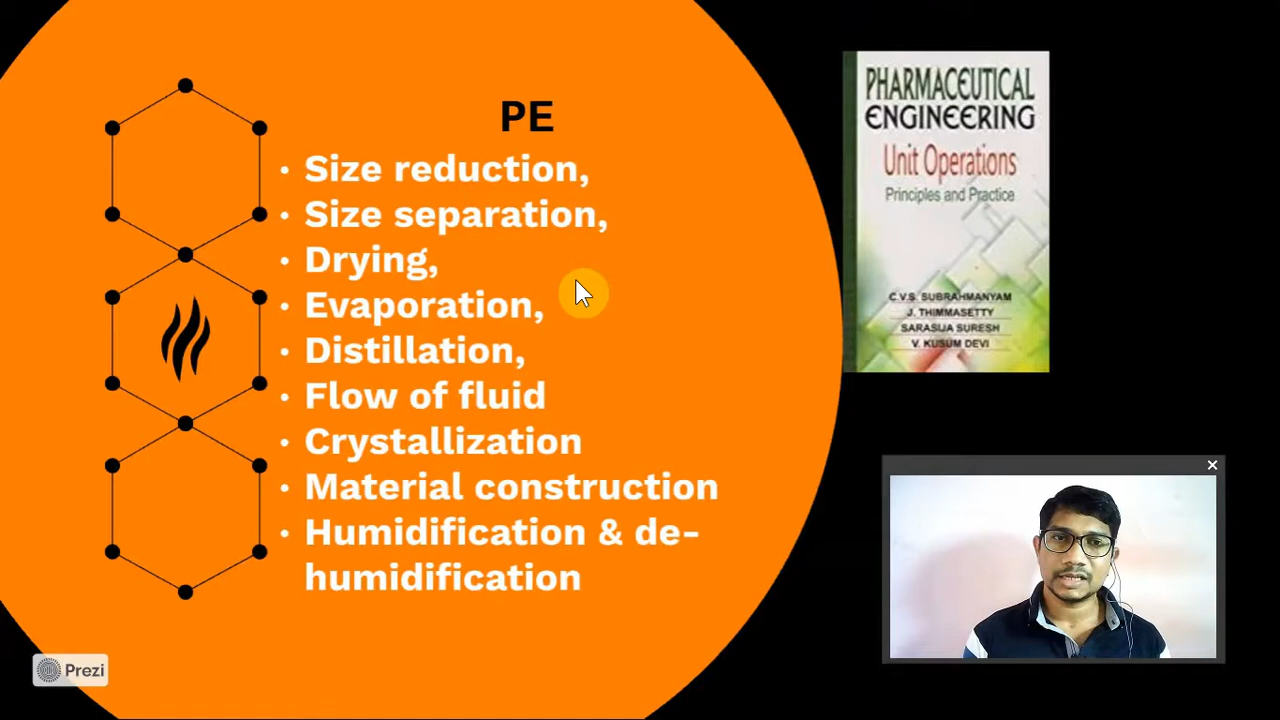 PE
• Size reduction,
• Size separation,
• Drying,
• Evaporation,
• Distillation,
• Flow of fluid
• Crystallization
• Material construction
• Humidification & de-
humidification
PHARMACEUTICAL
ENGINEERING
Unit Operations
Principles and Practice
C.V.S. SUBRAHMANYAM
J. THIMMASETTY
SARASIJA SURESH
V. KUSUM DEVI
Prezi